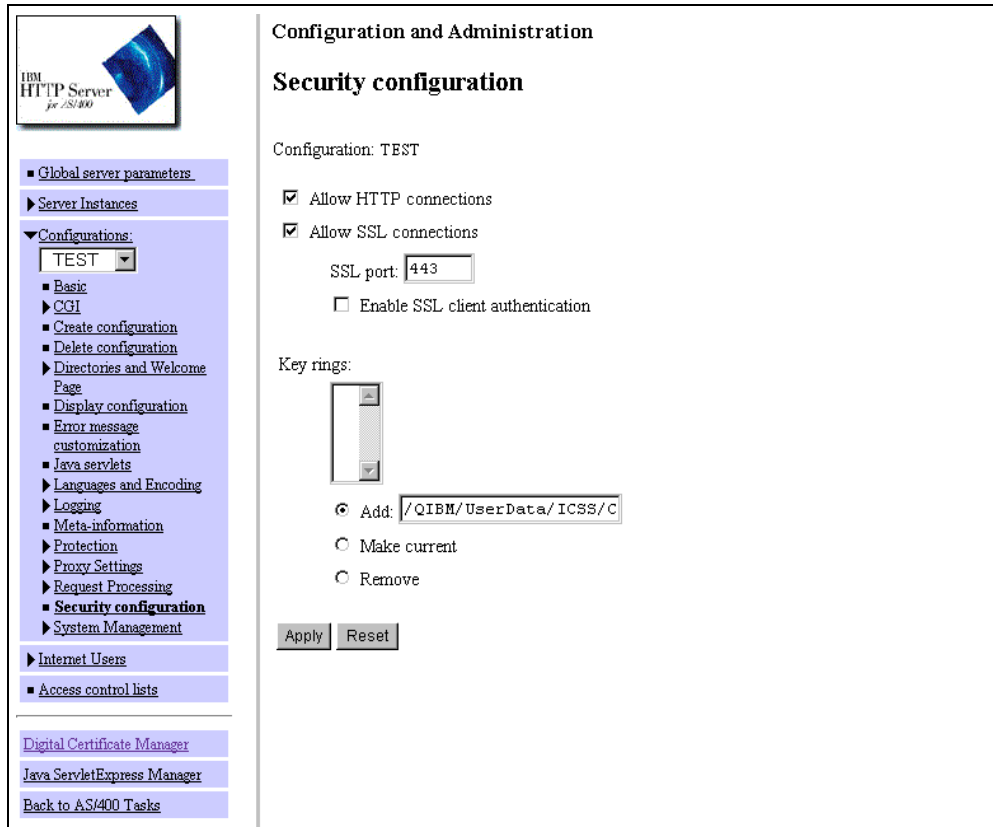 IBM
HTTP Server
for AS/400
Global server parameters
Server Instances
Configurations:
TEST
Basic
CGI
Create configuration
Delete configuration
Directories and Welcome
Page
Display configuration
Error message
customization
Java servlets
Languages and Encoding
Logging
Meta-information
Protection
Proxy Settings
Request Processing
Security configuration
System Management
Internet Users
Access control lists
Digital Certificate Manager
Java ServletExpress Manager
Back to AS/400 Tasks
Configuration and Administration
Security configuration
Configuration: TEST
Allow HTTP connections
Allow SSL connections
SSL port: 443
Enable SSL client authentication
Key rings:
Add: /QIBM/UserData/ICSS/C
Make current
Remove
Apply Reset